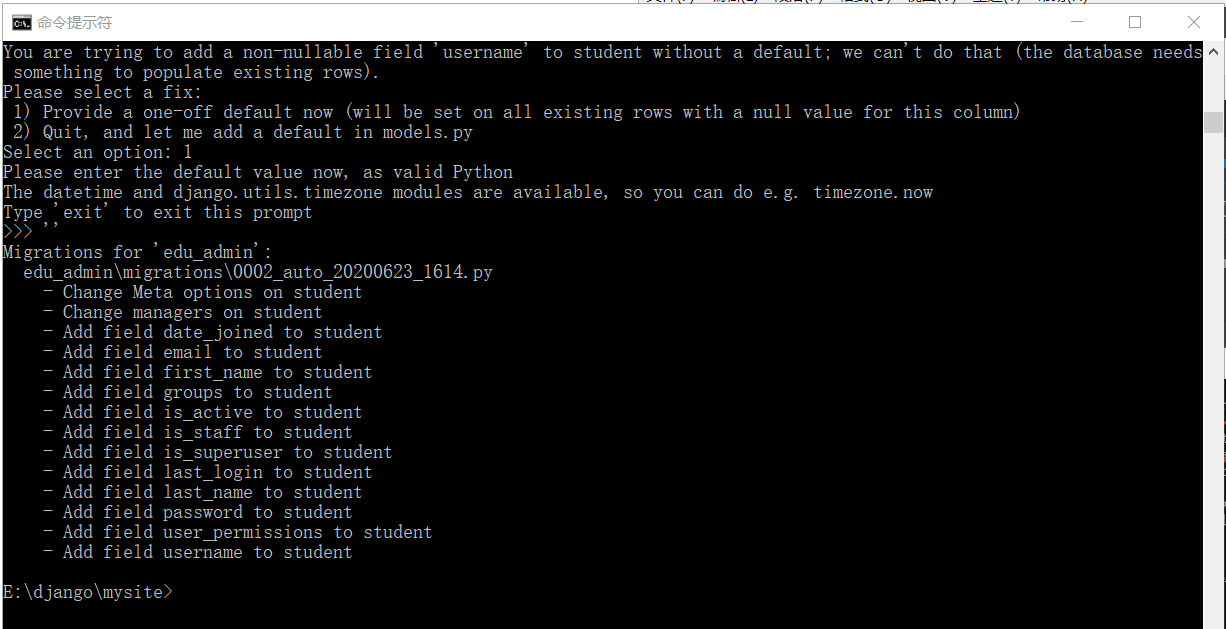 命令提示符
You are trying to add a non-nullable field 'username' to student without a default; we can't do that (the database needs
something to populate existing rows).
Please select a fix:
1) Provide a one-off default now (will be set on all existing rows with a null value for this column)
2) Quit, and let me add a default in models.py
Select an option: 1
Please enter the default value now, as valid Python
The datetime and django.utils.timezone modules are available, so you can do e.g. timezone.now
Type 'exit' to exit this prompt
>>> ''
Migrations for 'edu_admin':
edu_admin\migrations\0002_auto_20200623_1614.py
- Change Meta options on student
- Change managers on student
- Add field date_joined to student
- Add field email to student
- Add field first_name to student
- Add field groups to student
- Add field is_active to student
- Add field is_staff to student
- Add field is_superuser to student
- Add field last_login to student
- Add field last_name to student
- Add field password to student
- Add field user_permissions to student
- Add field username to student
E:\django\mysite>